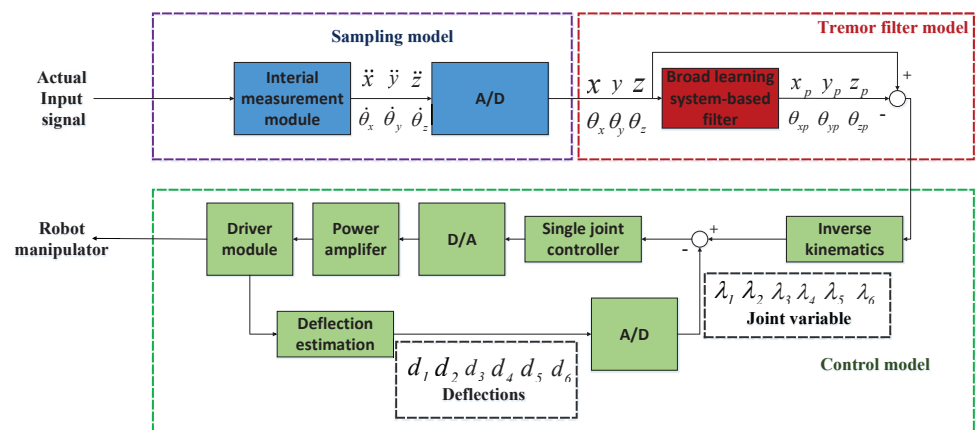 Sampling model
Tremor filter model
Actual
Input
signal
Interial
measurement
module
ẍ ÿ z̈
θ̇x θ̇y θ̇z
A/D
x y z
θx θy θz
Broad learning
system-based
filter
xp yp zp
θxp θyp θzp
+
-
Robot
manipulator
Driver
module
Power
amplifer
D/A
Single joint
controller
+
-
Inverse
kinematics
λ1 λ2 λ3 λ4 λ5 λ6
Joint variable
Deflection
estimation
d1 d2 d3 d4 d5 d6
Deflections
A/D
Control model